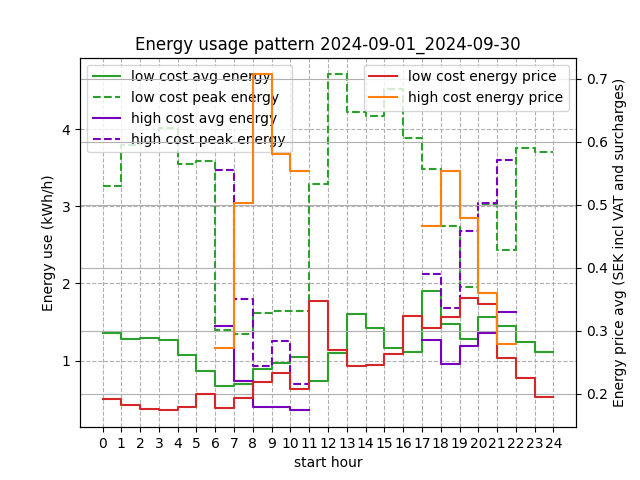 Energy usage pattern 2024-09-01_2024-09-30
low cost avg energy
low cost peak energy
high cost avg energy
high cost peak energy
low cost energy price
high cost energy price
Energy use (kWh/h)
4
3
2
1
0.7
0.6
0.5
0.4
0.3
0.2
Energy price avg (SEK incl VAT and surcharges)
0 1 2 3 4 5 6 7 8 9 10 11 12 13 14 15 16 17 18 19 20 21 22 23 24
start hour